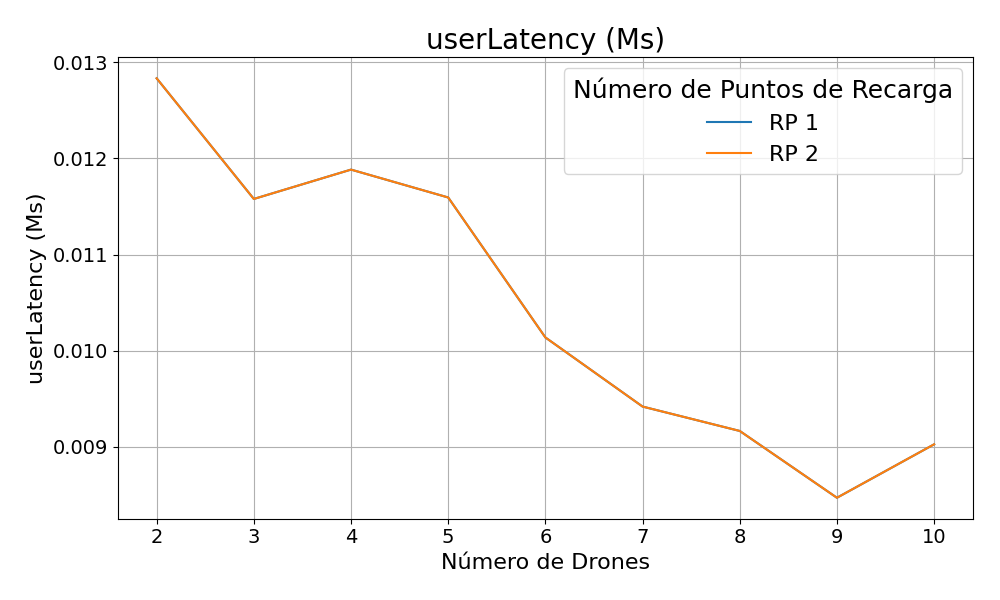 userLatency (Ms)
Número de Puntos de Recarga
RP 1
RP 2
userLatency (Ms)
0.013
0.012
0.011
0.010
0.009
2 3 4 5 6 7 8 9 10
Número de Drones